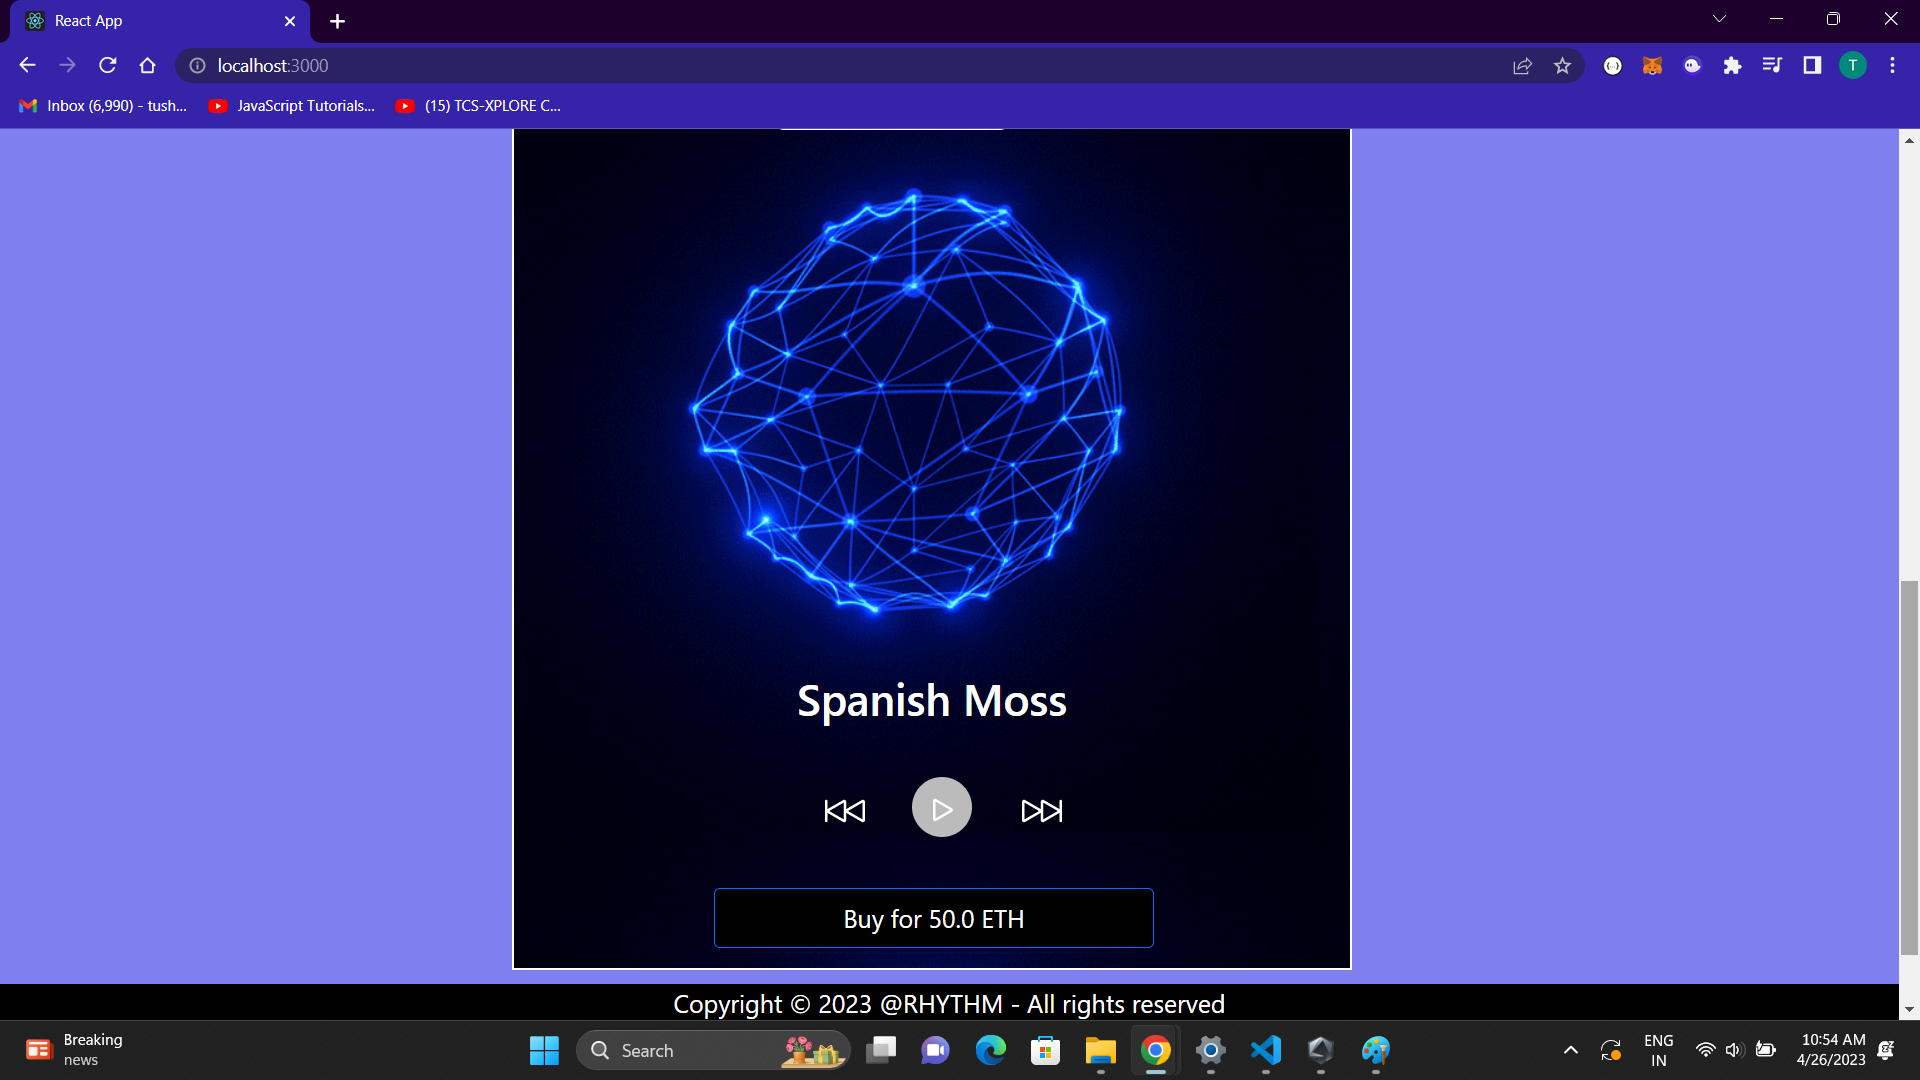 React App
localhost:3000
T
Inbox (6,990) - tush...
JavaScript Tutorials...
(15) TCS-XPLORE C...
Spanish Moss
Buy for 50.0 ETH
Copyright © 2023 @RHYTHM - All rights reserved
Breaking
news
Search
ENG
IN
10:54 AM
4/26/2023